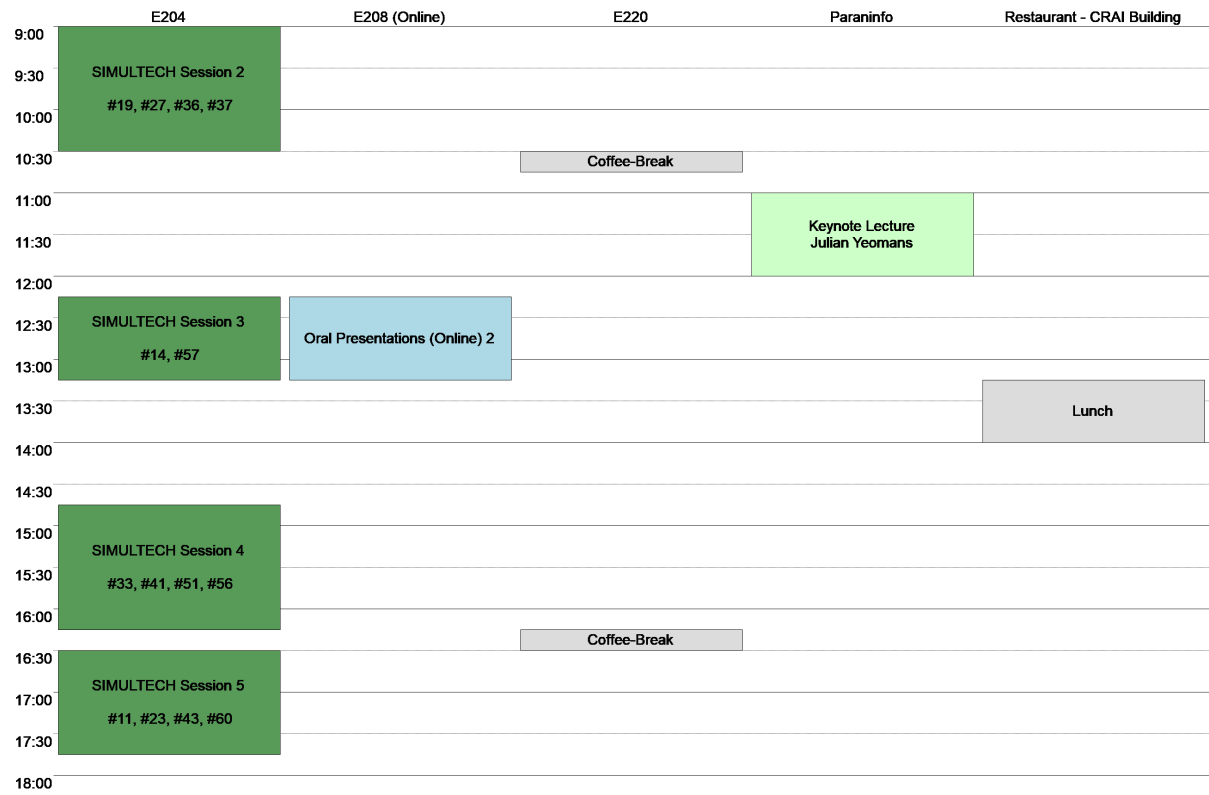 E204 E208 (Online) E220 Paraninfo Restaurant - CRAI Building
9:00
SIMULTECH Session 2
9:30
#19, #27, #36, #37
10:00
10:30
Coffee-Break
11:00
Keynote Lecture
11:30
Julian Yeomans
12:00
12:30
SIMULTECH Session 3
Oral Presentations (Online) 2
#14, #57
13:00
13:30
Lunch
14:00
14:30
15:00
SIMULTECH Session 4
15:30
#33, #41, #51, #56
16:00
Coffee-Break
16:30
SIMULTECH Session 5
17:00
#11, #23, #43, #60
17:30
18:00